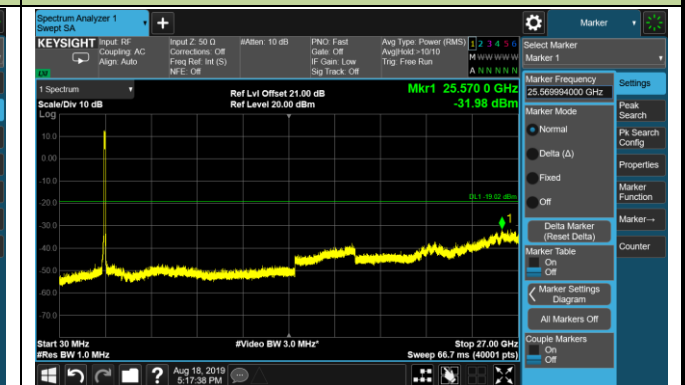 Spectrum Analyzer 1
Swept SA
Marker
KEYSIGHT
Input: RF
Coupling: AC
Align: Auto
Input Z: 50 Ω
Corrections: Off
Freq Ref: Int (S)
NFE: Off
#Atten: 10 dB
PNO: Fast
Gate: Off
IF Gain: Low
Sig Track: Off
Avg Type: Power (RMS)
Avg|Hold >10/10
Trig: Free Run
1 2 3 4 5 6
M W W W W W
A N N N N N
Select Marker
Marker 1
1 Spectrum
Scale/Div 10 dB
Log
Ref Lvl Offset 21.00 dB
Ref Level 20.00 dBm
Mkr1 25.570 0 GHz
-31.98 dBm
10.0
0.00
-10.0
-20.0
-30.0
-40.0
-50.0
-60.0
-70.0
DL1 -19.02 dBm
1
Start 30 MHz
#Res BW 1.0 MHz
#Video BW 3.0 MHz*
Stop 27.00 GHz
Sweep 66.7 ms (40001 pts)
Marker Frequency
25.569994000 GHz
Marker Mode
Normal
Delta (Δ)
Fixed
Off
Delta Marker
(Reset Delta)
Marker Table
On
Off
Marker Settings
Diagram
All Markers Off
Couple Markers
On
Off
Settings
Peak
Search
Pk Search
Config
Properties
Marker
Function
Marker→
Counter
?
Aug 18, 2019
5:17:38 PM